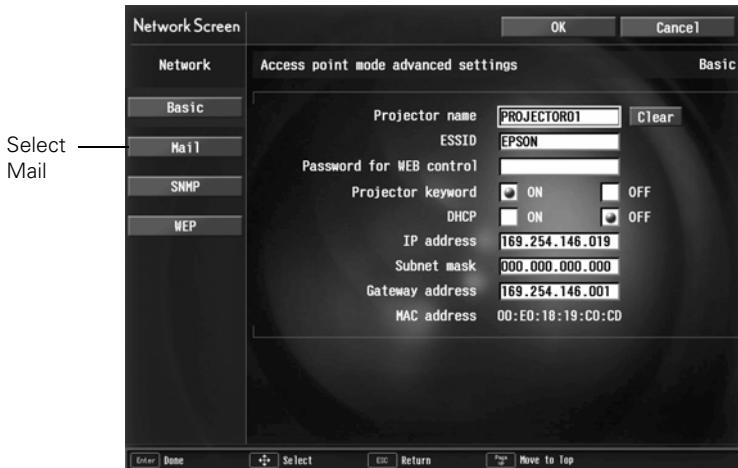 Network Screen
OK
Cancel
Network
Access point mode advanced settings
Basic
Basic
Mail
SNMP
WEP
Select
Mail
Projector name PROJECTOR01 Clear
ESSID EPSON
Password for WEB control
Projector keyword ON OFF
DHCP ON OFF
IP address 169.254.146.019
Subnet mask 000.000.000.000
Gateway address 169.254.146.001
MAC address 00:E0:18:19:C0:CD
Enter Done Select ESC Return Page Move to Top